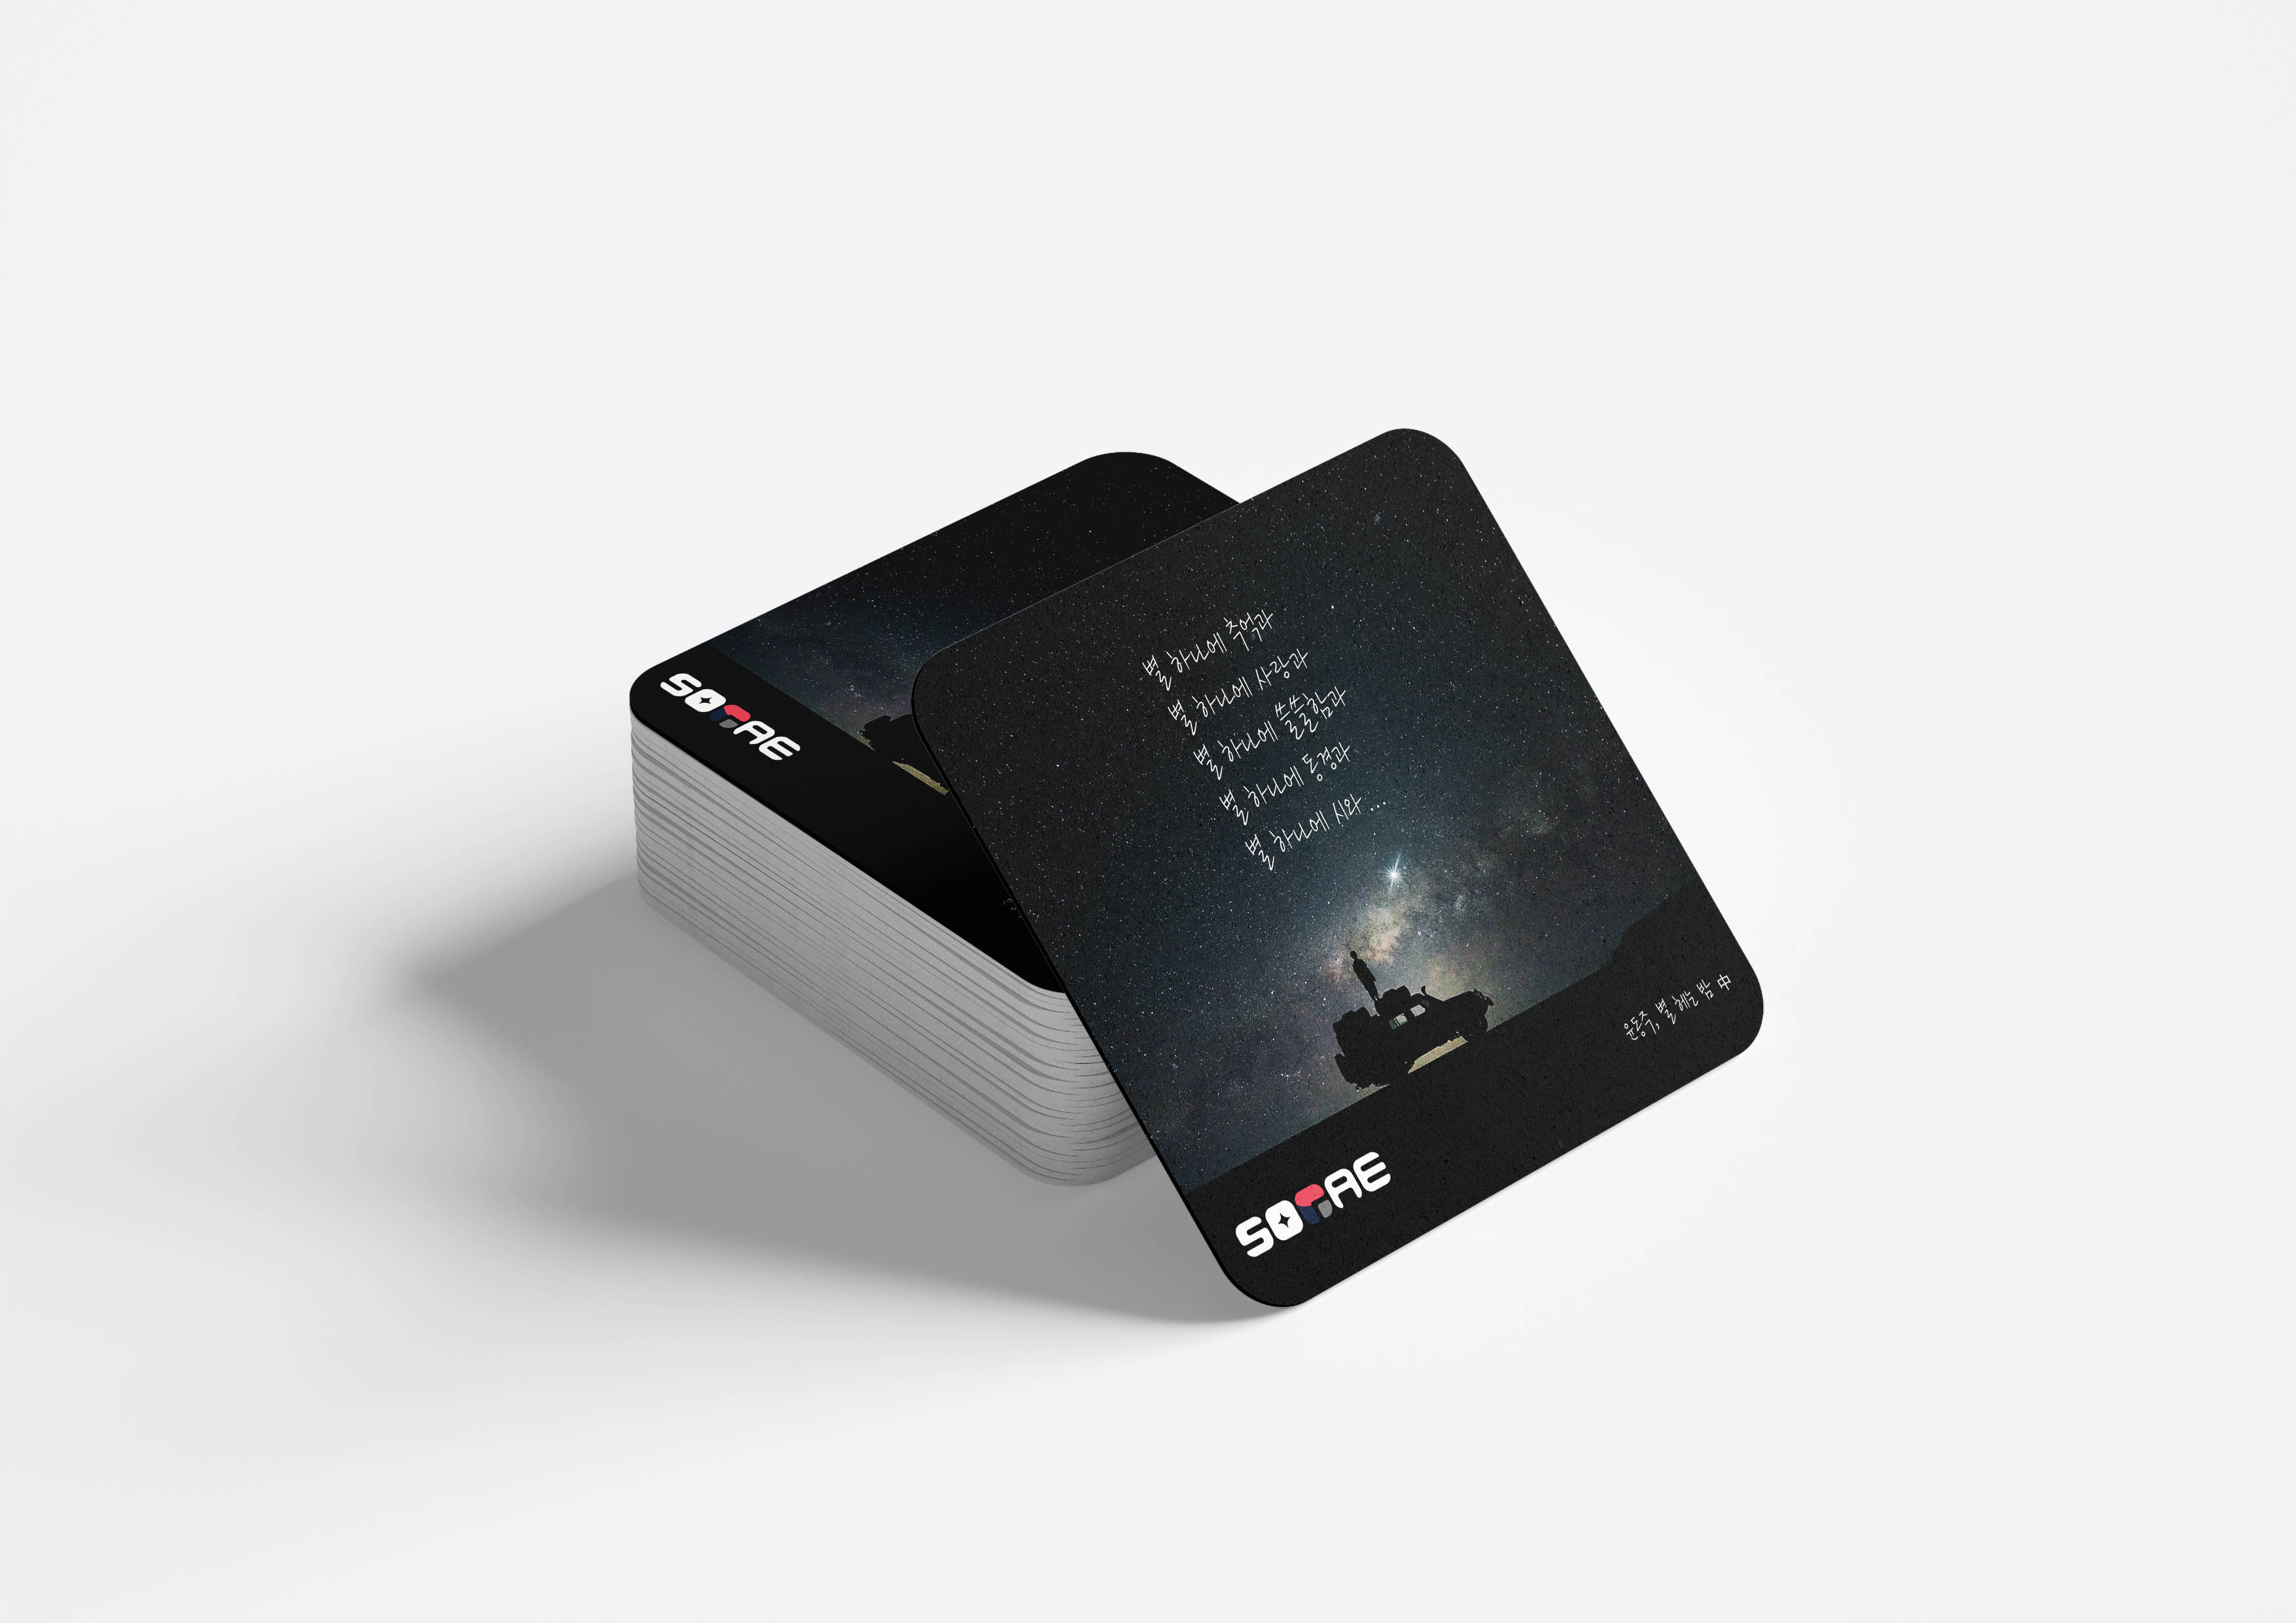 SORAE
별 하나에 추억과
별 하나에 사랑과
별 하나에 쓸쓸함과
별 하나에 동경과
별 하나에 시와 ...
윤동주, 별 헤는 밤 中
SORAE